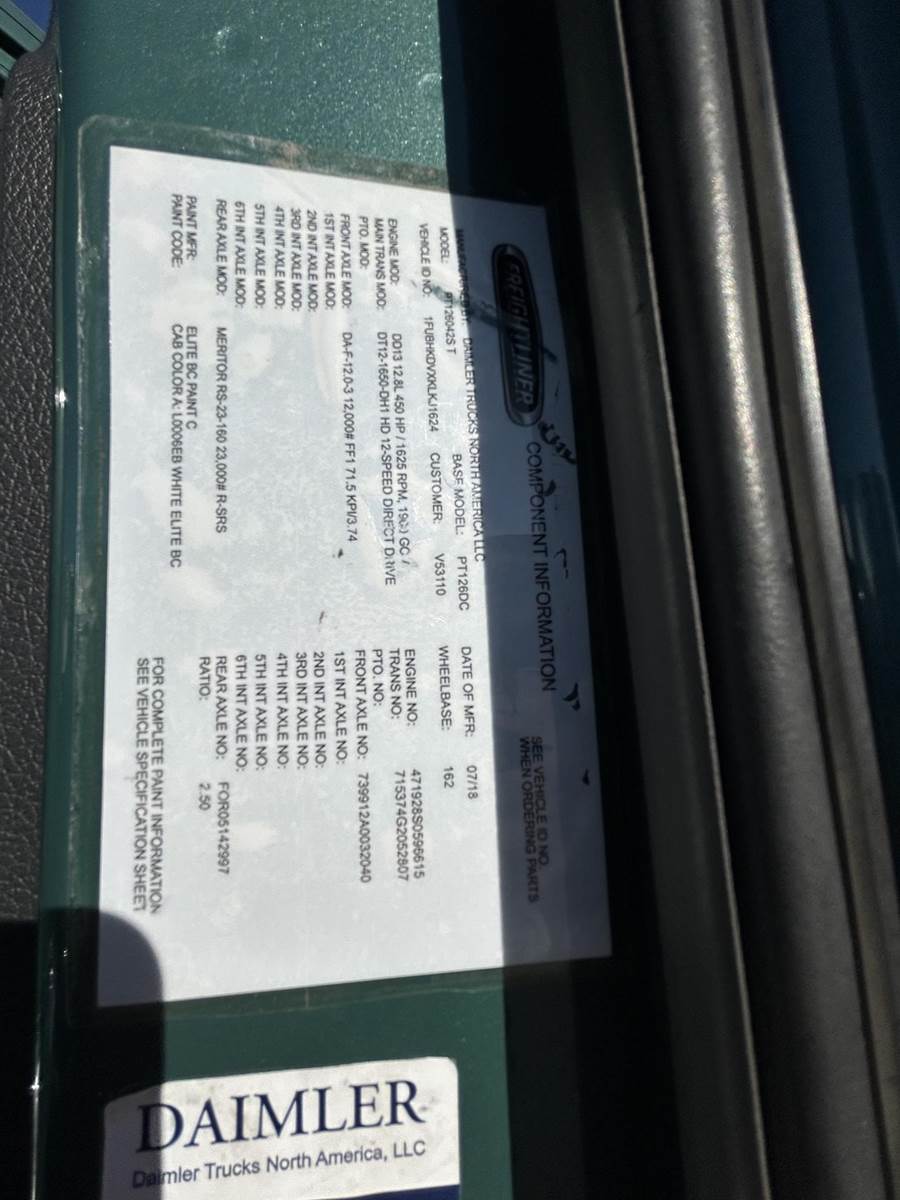 FREIGHTLINER COMPONENT INFORMATION
SEE VEHICLE ID NO.
WHEN ORDERING PARTS
MANUFACTURED BY: DAIMLER TRUCKS NORTH AMERICA LLC DATE OF MFR: 07/18
MODEL: PT126042S T BASE MODEL: PT126DC WHEELBASE: 162
VEHICLE ID NO: 1FUBHKDVXKLKJ1624 CUSTOMER: V53110
ENGINE MOD: DD13 12.8L 450 HP / 1625 RPM, GO / ENGINE NO: 471928S0596615
MAIN TRANS MOD: DT12-1650-DH1 HD 12-SPEED DIRECT DRIVE TRANS NO: 715374G2052807
PTO. MOD: PTO. NO:
FRONT AXLE MOD: DA-F-12.0-3 12,000# FF1 71.5 KPI/3.74 FRONT AXLE NO: 739912A0032040
1ST INT AXLE MOD: 1ST INT AXLE NO:
2ND INT AXLE MOD: 2ND INT AXLE NO:
3RD INT AXLE MOD: 3RD INT AXLE NO:
4TH INT AXLE MOD: 4TH INT AXLE NO:
5TH INT AXLE MOD: 5TH INT AXLE NO:
6TH INT AXLE MOD: 6TH INT AXLE NO:
REAR AXLE MOD: MERITOR RS-23-160 23,000# R-SRS REAR AXLE NO: FOR05142997
RATIO: 2.50
PAINT MFR: ELITE BC PAINT C
PAINT CODE: CAB COLOR A: L0006EB WHITE ELITE BC
FOR COMPLETE PAINT INFORMATION
SEE VEHICLE SPECIFICATION SHEET
DAIMLER
Daimler Trucks North America, LLC